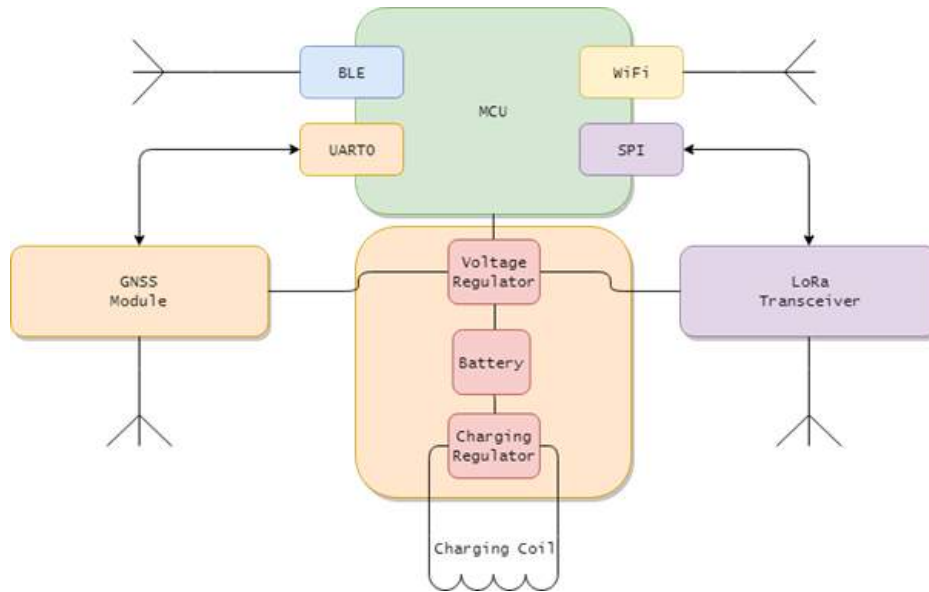 BLE
WiFi
MCU
UART0
SPI
GNSS
Module
Voltage
Regulator
LoRa
Transceiver
Battery
Charging
Regulator
Charging Coil